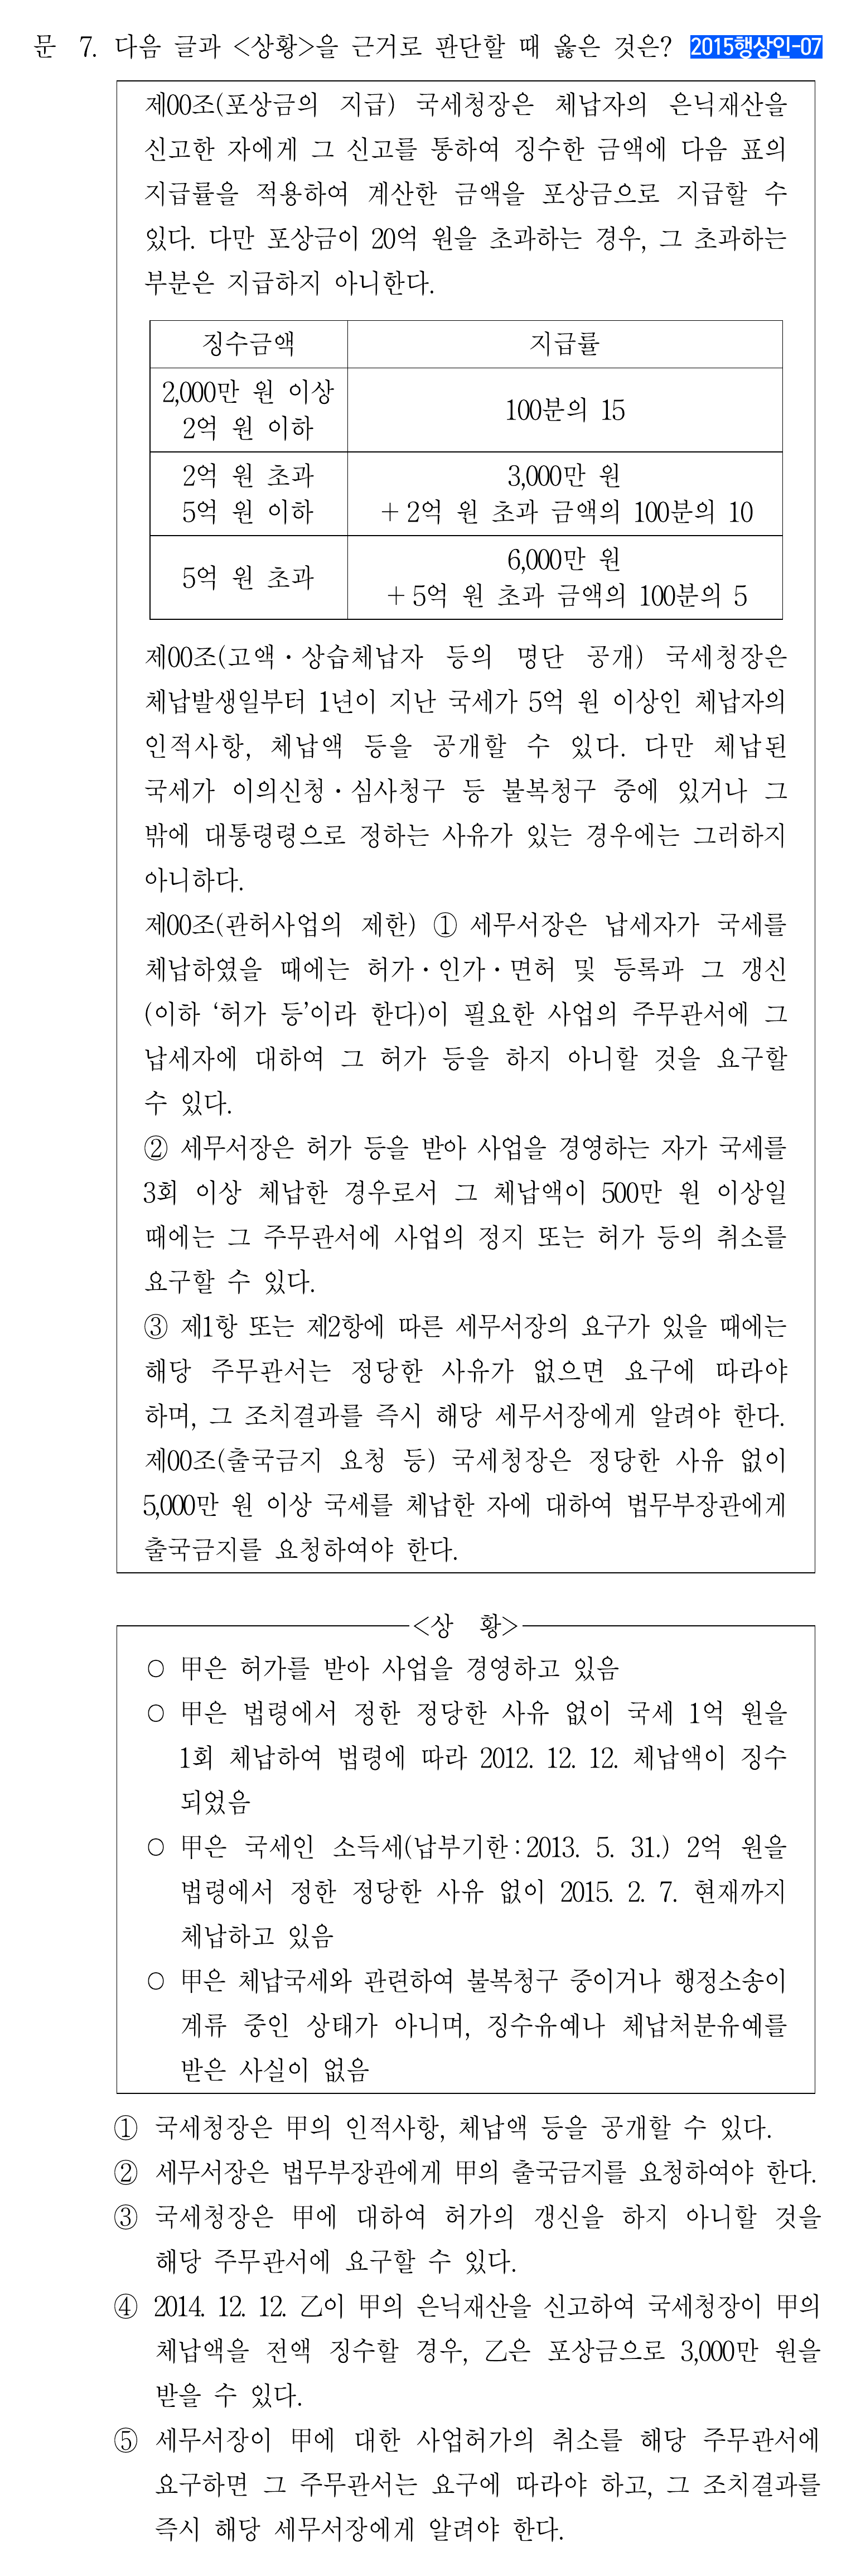 문 7. 다음 글과 <상황>을 근거로 판단할 때 옳은 것은? 2015행상인-07
제00조(포상금의 지급) 국세청장은 체납자의 은닉재산을
신고한 자에게 그 신고를 통하여 징수한 금액에 다음 표의
지급률을 적용하여 계산한 금액을 포상금으로 지급할 수
있다. 다만 포상금이 20억 원을 초과하는 경우, 그 초과하는
부분은 지급하지 아니한다.
징수금액 지급률
2,000만 원 이상
2억 원 이하
100분의 15
2억 원 초과
5억 원 이하
3,000만 원
+ 2억 원 초과 금액의 100분의 10
5억 원 초과
6,000만 원
+ 5억 원 초과 금액의 100분의 5
제00조(고액·상습체납자 등의 명단 공개) 국세청장은
체납발생일부터 1년이 지난 국세가 5억 원 이상인 체납자의
인적사항, 체납액 등을 공개할 수 있다. 다만 체납된
국세가 이의신청·심사청구 등 불복청구 중에 있거나 그
밖에 대통령령으로 정하는 사유가 있는 경우에는 그러하지
아니하다.
제00조(관허사업의 제한) ① 세무서장은 납세자가 국세를
체납하였을 때에는 허가·인가·면허 및 등록과 그 갱신
(이하 ‘허가 등’이라 한다)이 필요한 사업의 주무관서에 그
납세자에 대하여 그 허가 등을 하지 아니할 것을 요구할
수 있다.
② 세무서장은 허가 등을 받아 사업을 경영하는 자가 국세를
3회 이상 체납한 경우로서 그 체납액이 500만 원 이상일
때에는 그 주무관서에 사업의 정지 또는 허가 등의 취소를
요구할 수 있다.
③ 제1항 또는 제2항에 따른 세무서장의 요구가 있을 때에는
해당 주무관서는 정당한 사유가 없으면 요구에 따라야
하며, 그 조치결과를 즉시 해당 세무서장에게 알려야 한다.
제00조(출국금지 요청 등) 국세청장은 정당한 사유 없이
5,000만 원 이상 국세를 체납한 자에 대하여 법무부장관에게
출국금지를 요청하여야 한다.
<상 황>
○ 甲은 허가를 받아 사업을 경영하고 있음
○ 甲은 법령에서 정한 정당한 사유 없이 국세 1억 원을
1회 체납하여 법령에 따라 2012. 12. 12. 체납액이 징수
되었음
○ 甲은 국세인 소득세(납부기한:2013. 5. 31.) 2억 원을
법령에서 정한 정당한 사유 없이 2015. 2. 7. 현재까지
체납하고 있음
○ 甲은 체납국세와 관련하여 불복청구 중이거나 행정소송이
계류 중인 상태가 아니며, 징수유예나 체납처분유예를
받은 사실이 없음
① 국세청장은 甲의 인적사항, 체납액 등을 공개할 수 있다.
② 세무서장은 법무부장관에게 甲의 출국금지를 요청하여야 한다.
③ 국세청장은 甲에 대하여 허가의 갱신을 하지 아니할 것을
해당 주무관서에 요구할 수 있다.
④ 2014. 12. 12. 乙이 甲의 은닉재산을 신고하여 국세청장이 甲의
체납액을 전액 징수할 경우, 乙은 포상금으로 3,000만 원을
받을 수 있다.
⑤ 세무서장이 甲에 대한 사업허가의 취소를 해당 주무관서에
요구하면 그 주무관서는 요구에 따라야 하고, 그 조치결과를
즉시 해당 세무서장에게 알려야 한다.